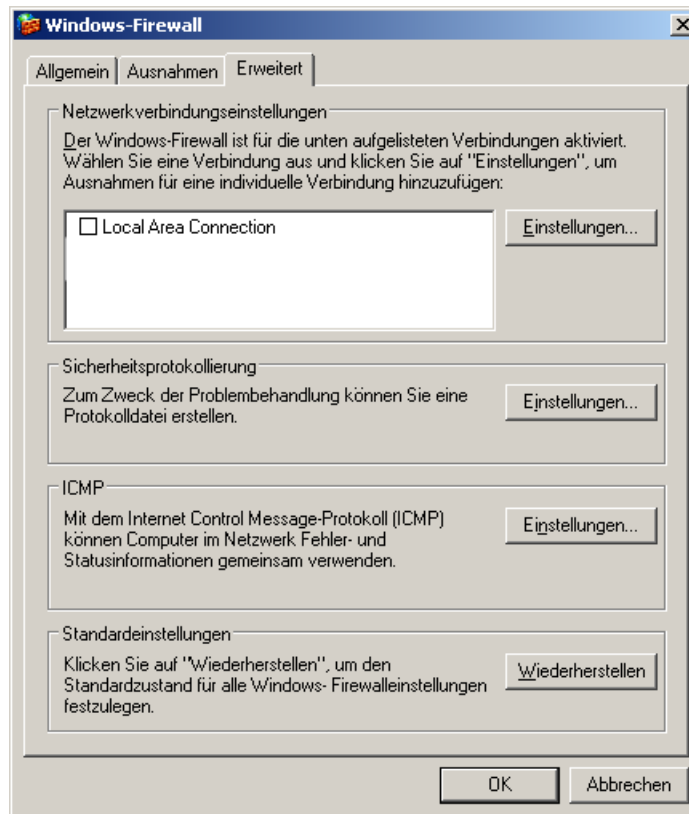 Windows-Firewall
Allgemein
Ausnahmen
Erweitert
Netzwerkverbindungseinstellungen
Der Windows-Firewall ist für die unten aufgelisteten Verbindungen aktiviert.
Wählen Sie eine Verbindung aus und klicken Sie auf "Einstellungen", um
Ausnahmen für eine individuelle Verbindung hinzuzufügen:
Local Area Connection
Einstellungen...
Sicherheitsprotokollierung
Zum Zweck der Problembehandlung können Sie eine
Protokolldatei erstellen.
Einstellungen...
ICMP
Mit dem Internet Control Message-Protokoll (ICMP)
können Computer im Netzwerk Fehler- und
Statusinformationen gemeinsam verwenden.
Einstellungen...
Standardeinstellungen
Klicken Sie auf "Wiederherstellen", um den
Standardzustand für alle Windows- Firewalleinstellungen
festzulegen.
Wiederherstellen
OK
Abbrechen